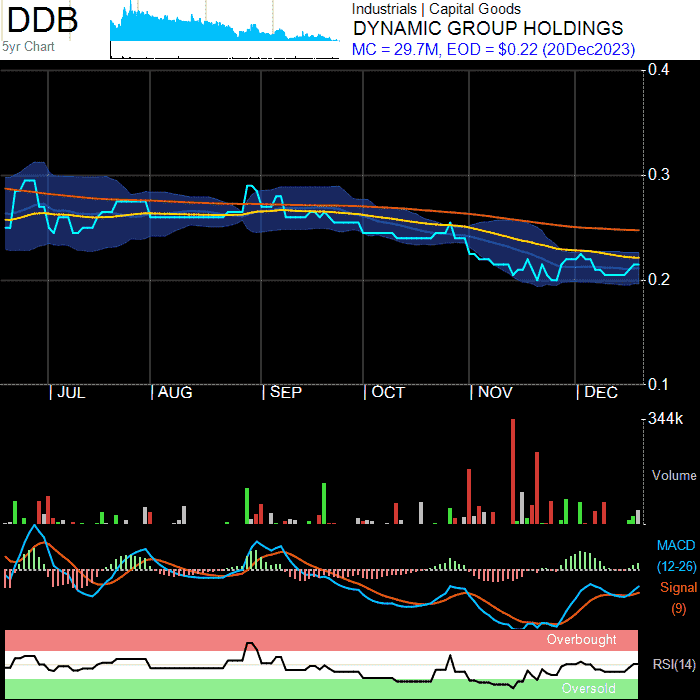 DDB
5yr Chart
Industrials | Capital Goods
DYNAMIC GROUP HOLDINGS
MC = 29.7M, EOD = $0.22 (20Dec2023)
0.4
0.3
0.2
0.1
| JUL | AUG | SEP | OCT | NOV | DEC
344k
Volume
MACD
(12-26)
Signal
(9)
Overbought
RSI(14)
Oversold